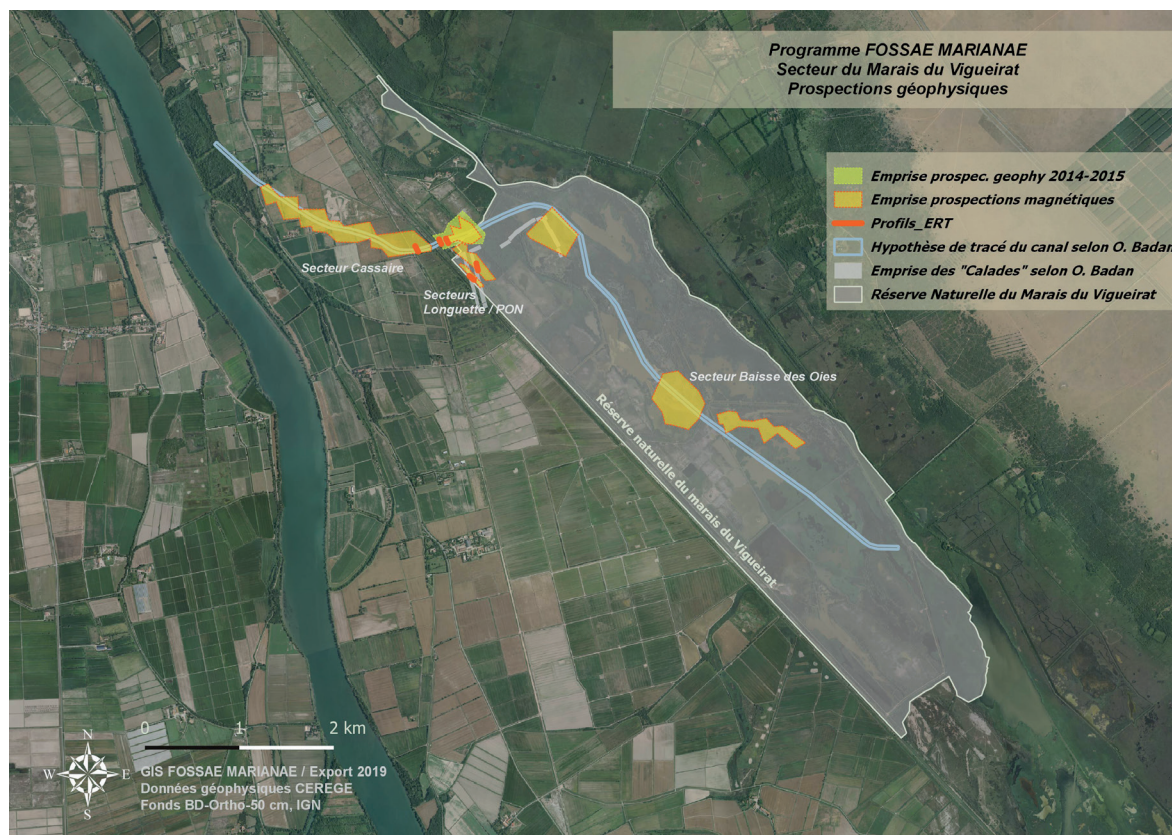 Programme FOSSAE MARIANAE
Secteur du Marais du Vigueirat
Prospections géophysiques
Emprise prospec. geophy 2014-2015
Emprise prospections magnétiques
Profils_ERT
Hypothèse de tracé du canal selon O. Badan
Emprise des "Calades" selon O. Badan
Réserve Naturelle du Marais du Vigueirat
Secteur Cassaire
Secteurs
Longuette / PON
Secteur Baisse des Oies
Réserve naturelle du marais du Vigueirat
0 1 2 km
N
W E
S
GIS FOSSAE MARIANAE / Export 2019
Données géophysiques CEREGE
Fonds BD-Ortho-50 cm, IGN